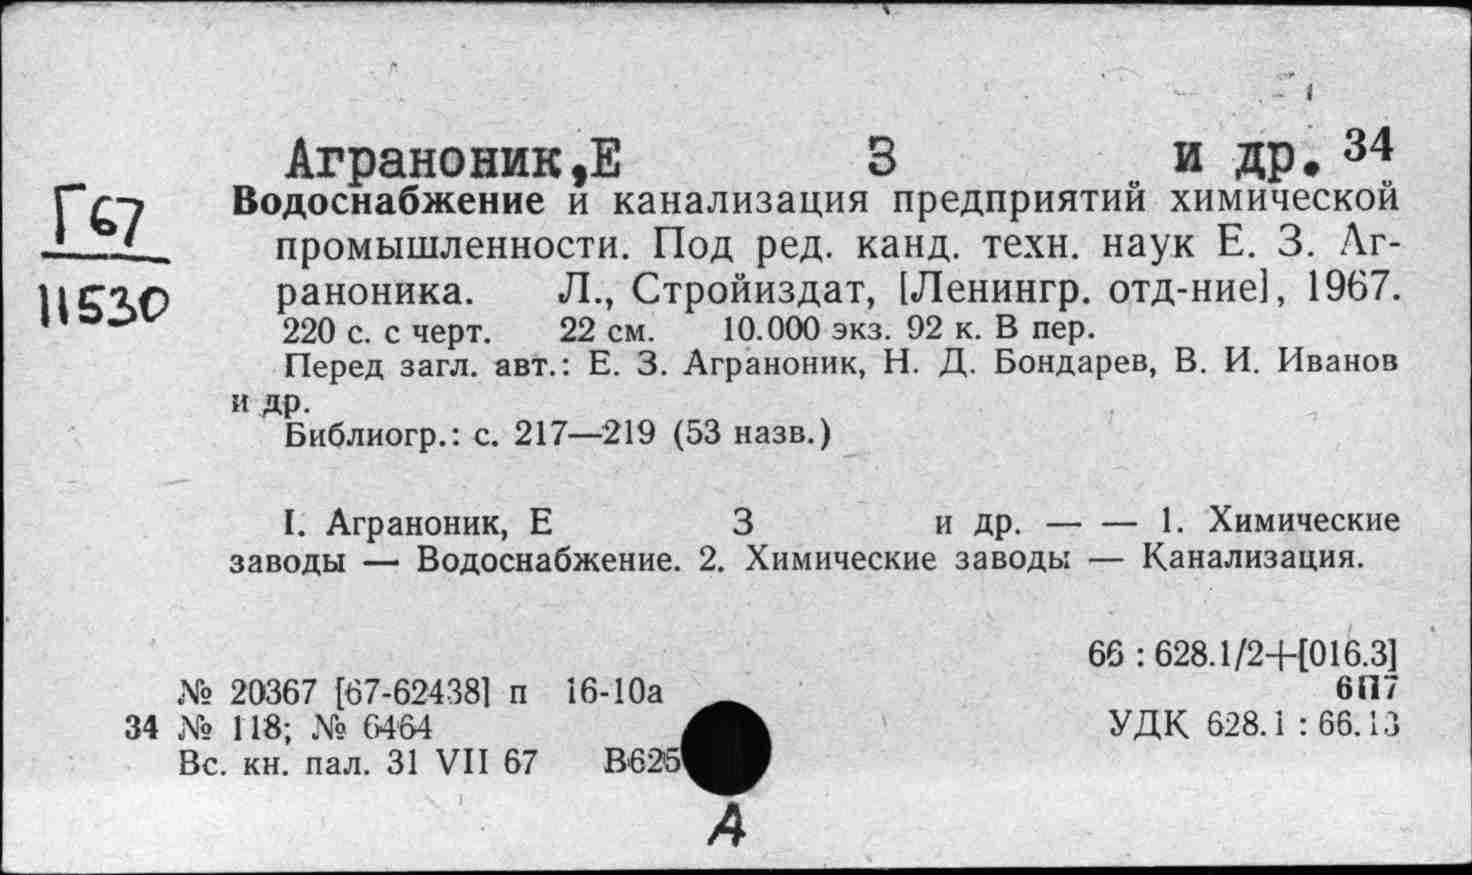 Аграноник,Е З и др. 34
Г67
11530
Водоснабжение и канализация предприятий химической
промышленности. Под ред. канд. техн. наук Е. З. Аг-
раноника. Л., Стройиздат, [Ленингр. отд-ние], 1967.
220 с. с черт. 22 см. 10.000 экз. 92 к. В пер.
Перед загл. авт.: Е. З. Аграноник, Н. Д. Бондарев, В. И. Иванов
и др.
Библиогр.: с. 217—219 (53 назв.)
I. Аграноник, Е З и др. — — 1. Химические
заводы — Водоснабжение. 2. Химические заводы — Канализация.
66 : 628.1/2+[016.3]
№ 20367 [67-62438] п 16-10а 6П7
34 № 118; № 6464 УДК 628.1 : 66.13
Вс. кн. пал. 31 VII 67 В625
А